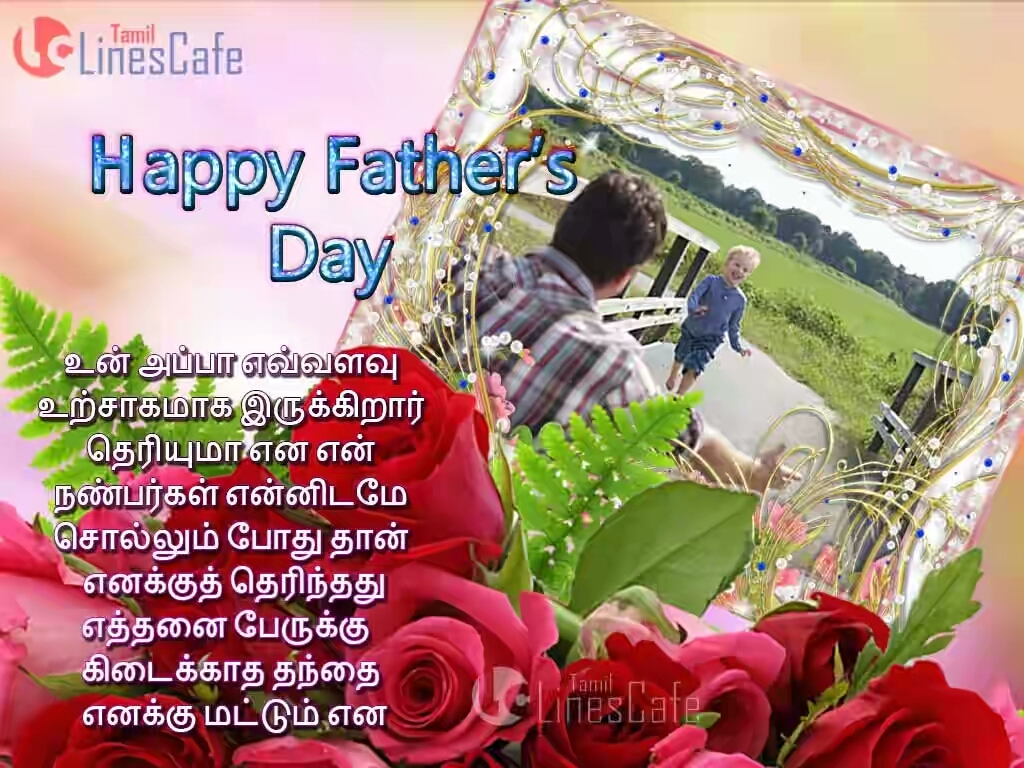 Tamil
LinesCafe
Happy Father's
Day
உன் அப்பா எவ்வளவு
உற்சாகமாக இருக்கிறார்
தெரியுமா என என்
நண்பர்கள் என்னிடமே
சொல்லும் போது தான்
எனக்குத் தெரிந்தது
எத்தனை பேருக்கு
கிடைக்காத தந்தை
எனக்கு மட்டும் என
Tamil
LinesCafe